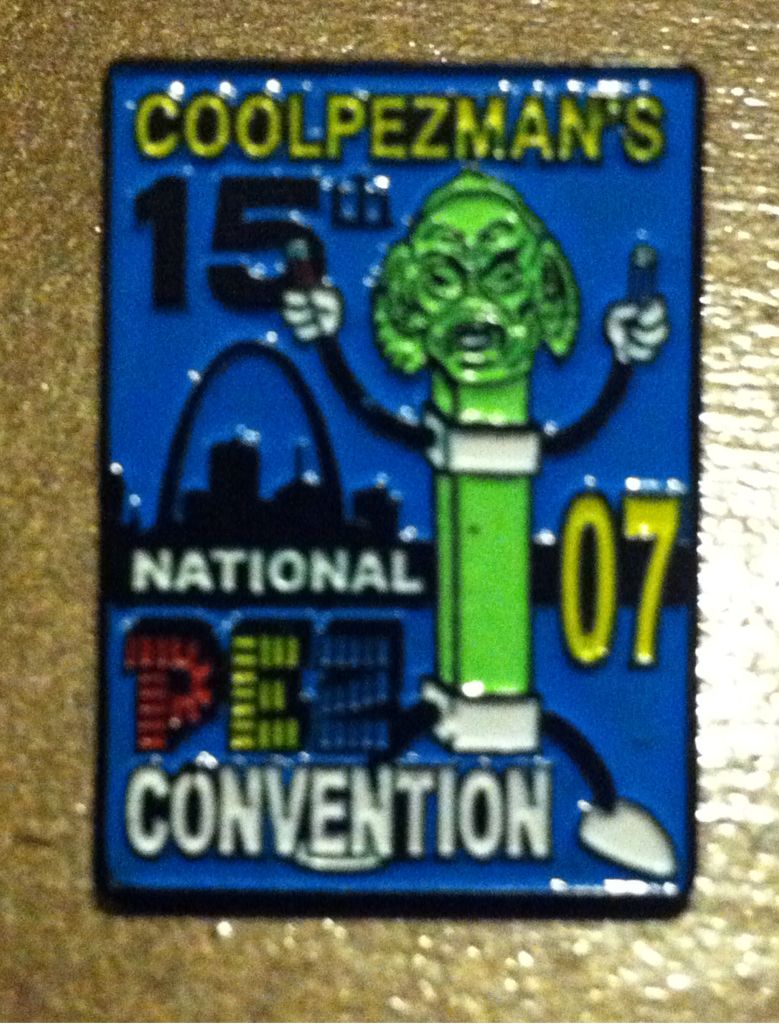 COOLPEZMAN'S
15th
NATIONAL
07
PEZ
CONVENTION